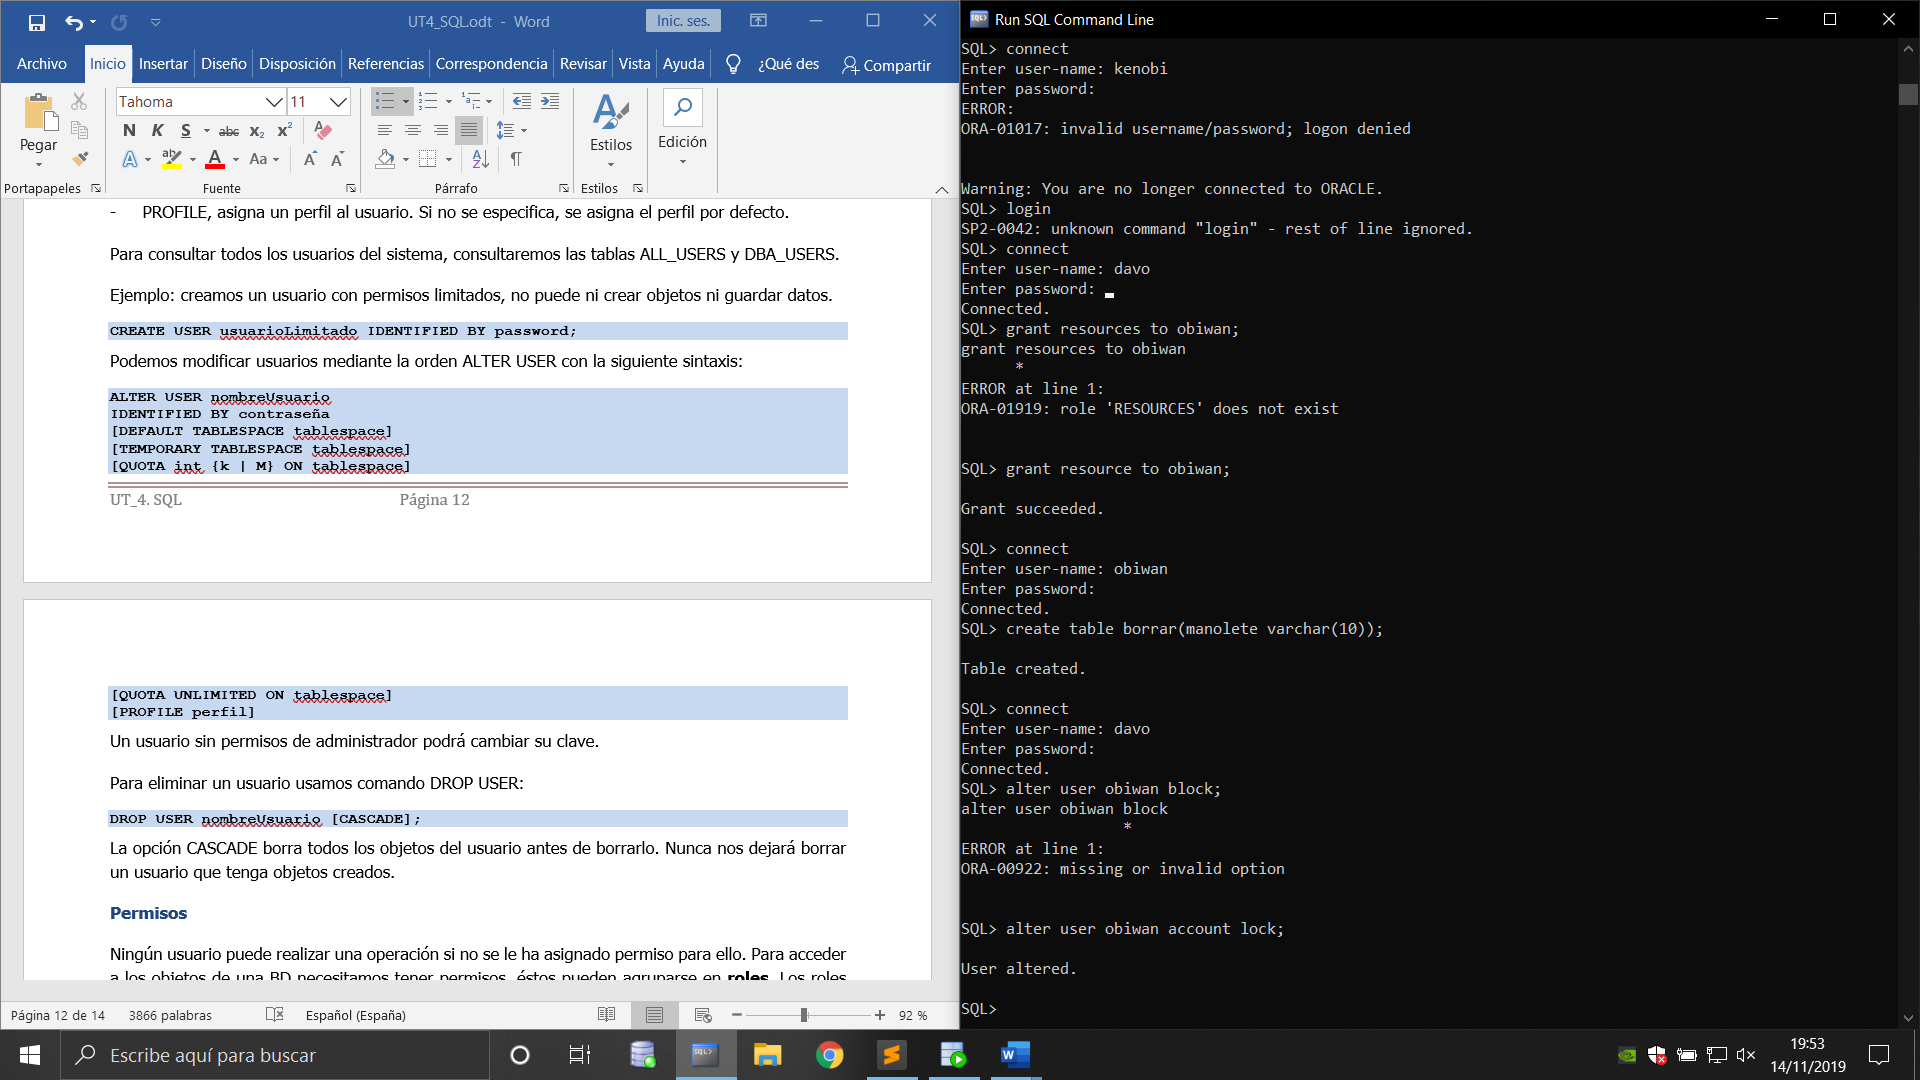 UT4_SQL.odt - Word
Inic. ses.
Archivo Inicio Insertar Diseño Disposición Referencias Correspondencia Revisar Vista Ayuda ¿Qué des Compartir
Tahoma 11
Pegar
N K S abc x₂ x²
A ab A Aa A A
Estilos
Edición
Portapapeles Fuente Párrafo Estilos
- PROFILE, asigna un perfil al usuario. Si no se especifica, se asigna el perfil por defecto.
Para consultar todos los usuarios del sistema, consultaremos las tablas ALL_USERS y DBA_USERS.
Ejemplo: creamos un usuario con permisos limitados, no puede ni crear objetos ni guardar datos.
CREATE USER usuarioLimitado IDENTIFIED BY password;
Podemos modificar usuarios mediante la orden ALTER USER con la siguiente sintaxis:
ALTER USER nombreUsuario
IDENTIFIED BY contraseña
[DEFAULT TABLESPACE tablespace]
[TEMPORARY TABLESPACE tablespace]
[QUOTA int {k | M} ON tablespace]
UT_4. SQL Página 12
[QUOTA UNLIMITED ON tablespace]
[PROFILE perfil]
Un usuario sin permisos de administrador podrá cambiar su clave.
Para eliminar un usuario usamos comando DROP USER:
DROP USER nombreUsuario [CASCADE];
La opción CASCADE borra todos los objetos del usuario antes de borrarlo. Nunca nos dejará borrar
un usuario que tenga objetos creados.
Permisos
Ningún usuario puede realizar una operación si no se le ha asignado permiso para ello. Para acceder
a los objetos de una BD necesitamos tener permisos, éstos pueden agruparse en roles. Los roles
Página 12 de 14 3866 palabras Español (España) 92 %
Run SQL Command Line
SQL> connect
Enter user-name: kenobi
Enter password:
ERROR:
ORA-01017: invalid username/password; logon denied
Warning: You are no longer connected to ORACLE.
SQL> login
SP2-0042: unknown command "login" - rest of line ignored.
SQL> connect
Enter user-name: davo
Enter password:
Connected.
SQL> grant resources to obiwan;
grant resources to obiwan
*
ERROR at line 1:
ORA-01919: role 'RESOURCES' does not exist
SQL> grant resource to obiwan;
Grant succeeded.
SQL> connect
Enter user-name: obiwan
Enter password:
Connected.
SQL> create table borrar(manolete varchar(10));
Table created.
SQL> connect
Enter user-name: davo
Enter password:
Connected.
SQL> alter user obiwan block;
alter user obiwan block
*
ERROR at line 1:
ORA-00922: missing or invalid option
SQL> alter user obiwan account lock;
User altered.
SQL>
Escribe aquí para buscar
19:53
14/11/2019